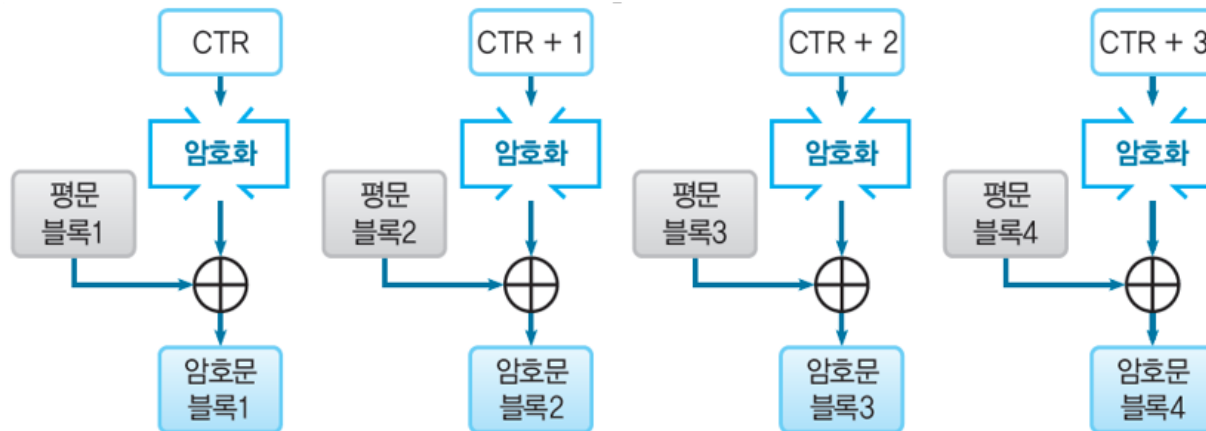 CTR
CTR + 1
CTR + 2
CTR + 3
암호화
암호화
암호화
암호화
평문
블록1
평문
블록2
평문
블록3
평문
블록4
암호문
블록1
암호문
블록2
암호문
블록3
암호문
블록4